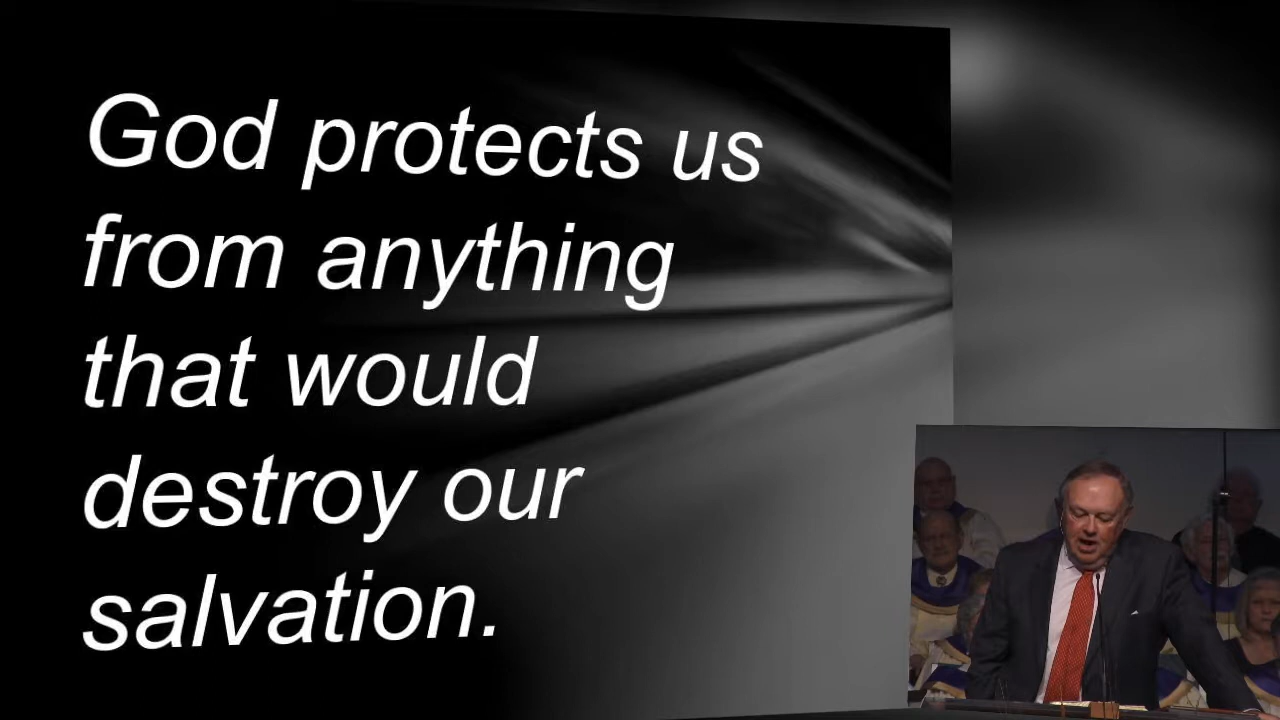 God protects us
from anything
that would
destroy our
salvation.